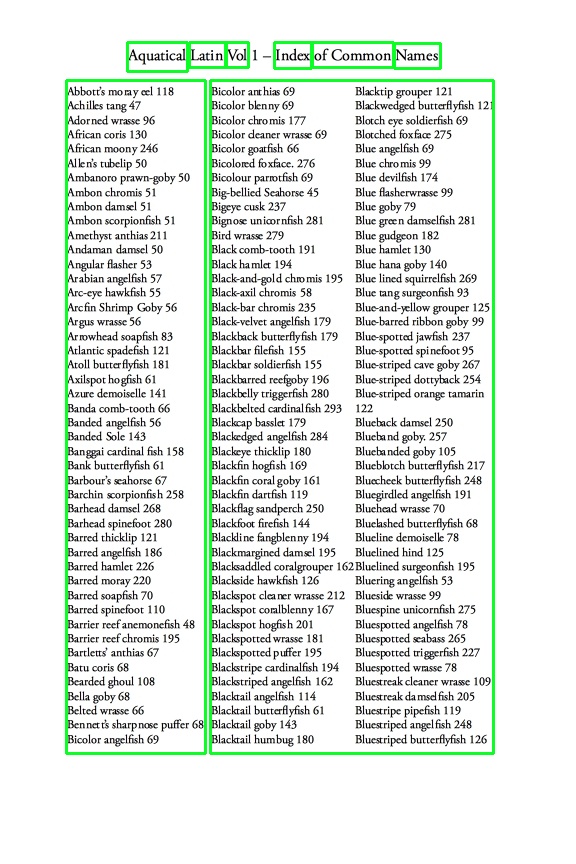 Aquatical Latin Vol 1 – Index of Common Names
Abbott's moray eel 118
Achilles tang 47
Adorned wrasse 96
African coris 130
African moony 246
Allen's tubelip 50
Ambanoro prawn-goby 50
Ambon chromis 51
Ambon damsel 51
Ambon scorpionfish 51
Amethyst anthias 211
Andaman damsel 50
Angular flasher 53
Arabian angelfish 57
Arc-eye hawkfish 55
Arcfin Shrimp Goby 56
Argus wrasse 56
Arrowhead soapfish 83
Atlantic spadefish 121
Atoll butterflyfish 181
Axilspot hogfish 61
Azure demoiselle 141
Banda comb-tooth 66
Banded angelfish 56
Banded Sole 143
Banggai cardinal fish 158
Bank butterflyfish 61
Barbour's seahorse 67
Barchin scorpionfish 258
Barhead damsel 268
Barhead spinefoot 280
Barred thicklip 121
Barred angelfish 186
Barred hamlet 226
Barred moray 220
Barred soapfish 70
Barred spinefoot 110
Barrier reef anemonefish 48
Barrier reef chromis 195
Bartletts' anthias 67
Batu coris 68
Bearded ghoul 108
Bella goby 68
Belted wrasse 66
Bennett's sharpnose puffer 68
Bicolor angelfish 69
Bicolor anthias 69
Bicolor blenny 69
Bicolor chromis 177
Bicolor cleaner wrasse 69
Bicolor goatfish 66
Bicolored foxface. 276
Bicolour parrotfish 69
Big-bellied Seahorse 45
Bigeye cusk 237
Bignose unicornfish 281
Bird wrasse 279
Black comb-tooth 191
Black hamlet 194
Black-and-gold chromis 195
Black-axil chromis 58
Black-bar chromis 235
Black-velvet angelfish 179
Blackback butterflyfish 179
Blackbar filefish 155
Blackbar soldierfish 155
Blackbarred reefgoby 196
Blackbelly triggerfish 280
Blackbelted cardinalfish 293
Blackcap basslet 179
Blackedged angelfish 284
Blackeye thicklip 180
Blackfin hogfish 169
Blackfin coral goby 161
Blackfin dartfish 119
Blackflag sandperch 250
Blackfoot firefish 144
Blackline fangblenny 194
Blackmargined damsel 195
Blacksaddled coralgrouper 162
Blackside hawkfish 126
Blackspot cleaner wrasse 212
Blackspot coralblenny 167
Blackspot hogfish 201
Blackspotted wrasse 181
Blackspotted puffer 195
Blackstripe cardinalfish 194
Blackstriped angelfish 162
Blacktail angelfish 114
Blacktail butterflyfish 61
Blacktail goby 143
Blacktail humbug 180
Blacktip grouper 121
Blackwedged butterflyfish 121
Blotch eye soldierfish 69
Blotched foxface 275
Blue angelfish 69
Blue chromis 99
Blue devilfish 174
Blue flasherwrasse 99
Blue goby 79
Blue green damselfish 281
Blue gudgeon 182
Blue hamlet 130
Blue hana goby 140
Blue lined squirrelfish 269
Blue tang surgeonfish 93
Blue-and-yellow grouper 125
Blue-barred ribbon goby 99
Blue-spotted jawfish 237
Blue-spotted spinefoot 95
Blue-striped cave goby 267
Blue-striped dottyback 254
Blue-striped orange tamarin
122
Blueback damsel 250
Blueband goby. 257
Bluebanded goby 105
Blueblotch butterflyfish 217
Bluecheek butterflyfish 248
Bluegirdled angelfish 191
Bluehead wrasse 70
Bluelashed butterflyfish 68
Blueline demoiselle 78
Bluelined hind 125
Bluelined surgeonfish 195
Bluering angelfish 53
Blueside wrasse 99
Bluespine unicornfish 275
Bluespotted angelfish 78
Bluespotted seabass 265
Bluespotted triggerfish 227
Bluespotted wrasse 78
Bluestreak cleaner wrasse 109
Bluestreak damselfish 205
Bluestripe pipefish 119
Bluestriped angelfish 248
Bluestriped butterflyfish 126